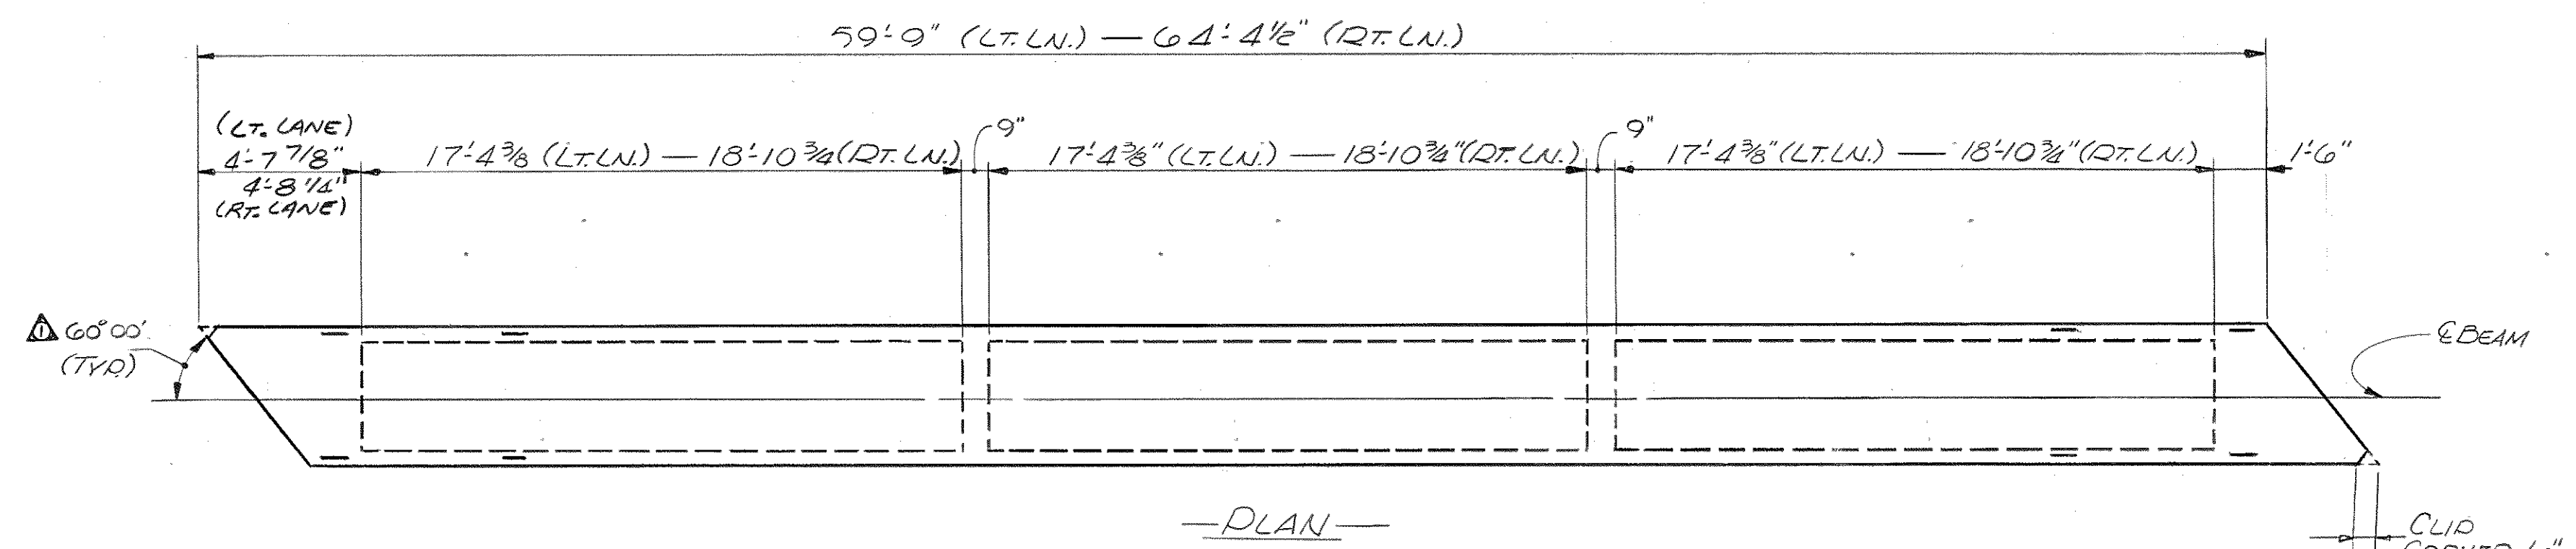 59'-9" (LT. LN.) — 64'-4½" (RT. LN.)
(LT. LANE)
4'-7 7/8"
4'-8 1/4"
(RT. LANE)
17'-4⅜ (LT. LN.) — 18'-10¾ (RT. LN.)
9"
17'-4⅜" (LT. LN.) — 18'-10¾" (RT. LN.)
9"
17'-4⅜" (LT. LN.) — 18'-10¾" (RT. LN.)
1'-6"
1 60°00'
(TYP.)
℄ BEAM
—PLAN—
CLIP